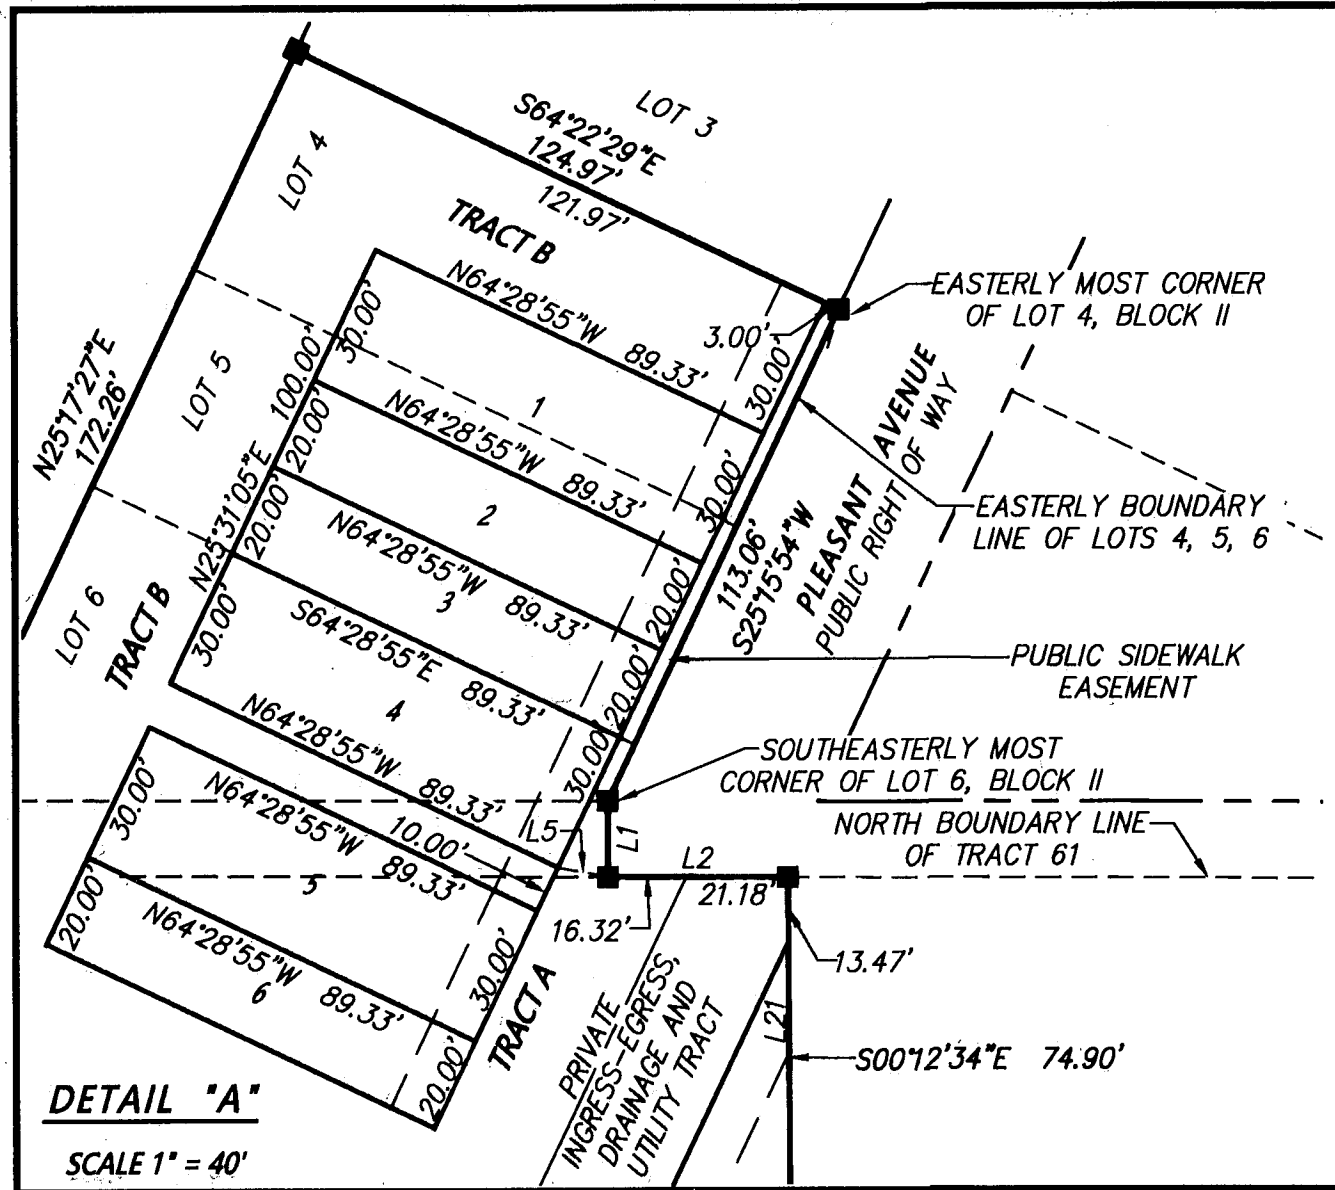 LOT 3
S64°22'29"E
124.97'
121.97'
LOT 4
TRACT B
N64°28'55"W 89.33'
30.00'
3.00'
30.00'
EASTERLY MOST CORNER
OF LOT 4, BLOCK II
N25°17'27"E
172.26'
LOT 5
100.00'
N25°31'05"E
1
N64°28'55"W 89.33'
20.00'
30.00'
2
N64°28'55"W 89.33'
20.00'
20.00'
3
S64°28'55"E 89.33'
30.00'
20.00'
4
N64°28'55"W 89.33'
30.00'
113.06'
S25°15'54"W
PLEASANT AVENUE
PUBLIC RIGHT OF WAY
EASTERLY BOUNDARY
LINE OF LOTS 4, 5, 6
PUBLIC SIDEWALK
EASEMENT
LOT 6
TRACT B
SOUTHEASTERLY MOST
CORNER OF LOT 6, BLOCK II
NORTH BOUNDARY LINE
OF TRACT 61
N64°28'55"W 89.33'
10.00'
L5
L1
L2
21.18'
16.32'
13.47'
30.00'
5
30.00'
N64°28'55"W 89.33'
20.00'
6
20.00'
TRACT A
PRIVATE
INGRESS-EGRESS,
DRAINAGE AND
UTILITY TRACT
L21
S00°12'34"E 74.90'
DETAIL "A"
SCALE 1" = 40'